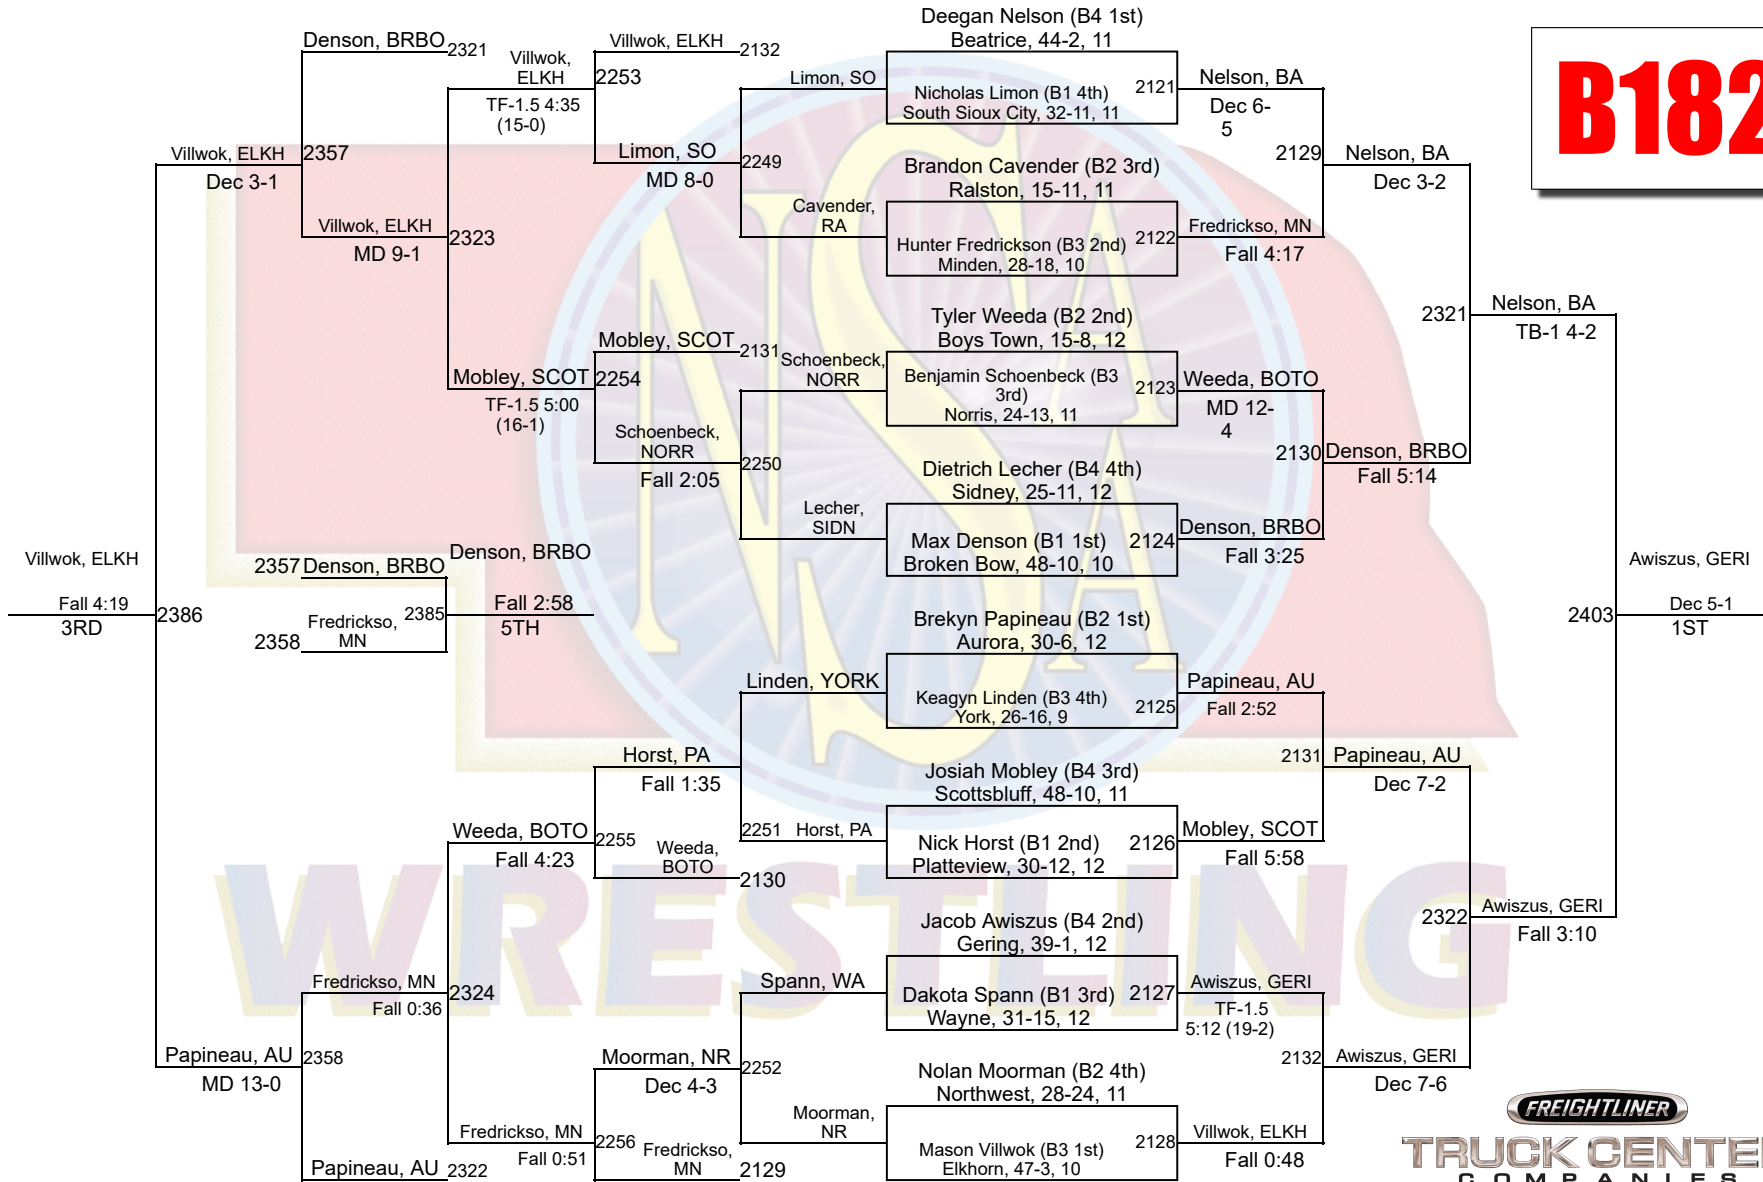 Deegan Nelson (B4 1st)
Beatrice, 44-2, 11
Denson, BRBO
2321
Villwok,
ELKH
2253
TF-1.5 4:35
(15-0)
Villwok, ELKH
2132
Limon, SO
Nicholas Limon (B1 4th)
South Sioux City, 32-11, 11
2121
Nelson, BA
Dec 6-
5
B182
Villwok, ELKH
2357
Dec 3-1
Limon, SO
2249
MD 8-0
Brandon Cavender (B2 3rd)
Ralston, 15-11, 11
2129
Nelson, BA
Dec 3-2
Villwok, ELKH
2323
MD 9-1
Cavender,
RA
Hunter Fredrickson (B3 2nd)
Minden, 28-18, 10
2122
Fredrickso, MN
Fall 4:17
Tyler Weeda (B2 2nd)
Boys Town, 15-8, 12
2321
Nelson, BA
TB-1 4-2
Mobley, SCOT
2131
Schoenbeck,
NORR
Benjamin Schoenbeck (B3
3rd)
Norris, 24-13, 11
2123
Weeda, BOTO
MD 12-
4
Mobley, SCOT
2254
TF-1.5 5:00
(16-1)
Schoenbeck,
NORR
2250
Fall 2:05
Dietrich Lecher (B4 4th)
Sidney, 25-11, 12
2130
Denson, BRBO
Fall 5:14
Lecher,
SIDN
Max Denson (B1 1st)
Broken Bow, 48-10, 10
2124
Denson, BRBO
Fall 3:25
Villwok, ELKH
Fall 4:19
3RD
2386
2357
Denson, BRBO
Denson, BRBO
Fredrickso,
MN
2385
2358
Fall 2:58
5TH
Awiszus, GERI
2403
Dec 5-1
1ST
Brekyn Papineau (B2 1st)
Aurora, 30-6, 12
Linden, YORK
Keagyn Linden (B3 4th)
York, 26-16, 9
2125
Papineau, AU
Fall 2:52
Horst, PA
Fall 1:35
Josiah Mobley (B4 3rd)
Scottsbluff, 48-10, 11
2131
Papineau, AU
Dec 7-2
Weeda, BOTO
2255
Fall 4:23
Weeda,
BOTO
2130
2251
Horst, PA
Nick Horst (B1 2nd)
Platteview, 30-12, 12
2126
Mobley, SCOT
Fall 5:58
NSAA
WRESTLING
Jacob Awiszus (B4 2nd)
Gering, 39-1, 12
2322
Awiszus, GERI
Fall 3:10
Fredrickso, MN
2324
Fall 0:36
Spann, WA
Dakota Spann (B1 3rd)
Wayne, 31-15, 12
2127
Awiszus, GERI
TF-1.5
5:12 (19-2)
Papineau, AU
2358
MD 13-0
Moorman, NR
2252
Dec 4-3
Nolan Moorman (B2 4th)
Northwest, 28-24, 11
2132
Awiszus, GERI
Dec 7-6
Fredrickso, MN
2256
Fall 0:51
Fredrickso,
MN
2129
Moorman,
NR
Mason Villwok (B3 1st)
Elkhorn, 47-3, 10
2128
Villwok, ELKH
Fall 0:48
Papineau, AU
2322
FREIGHTLINER
TRUCK CENTE
COMPANIES